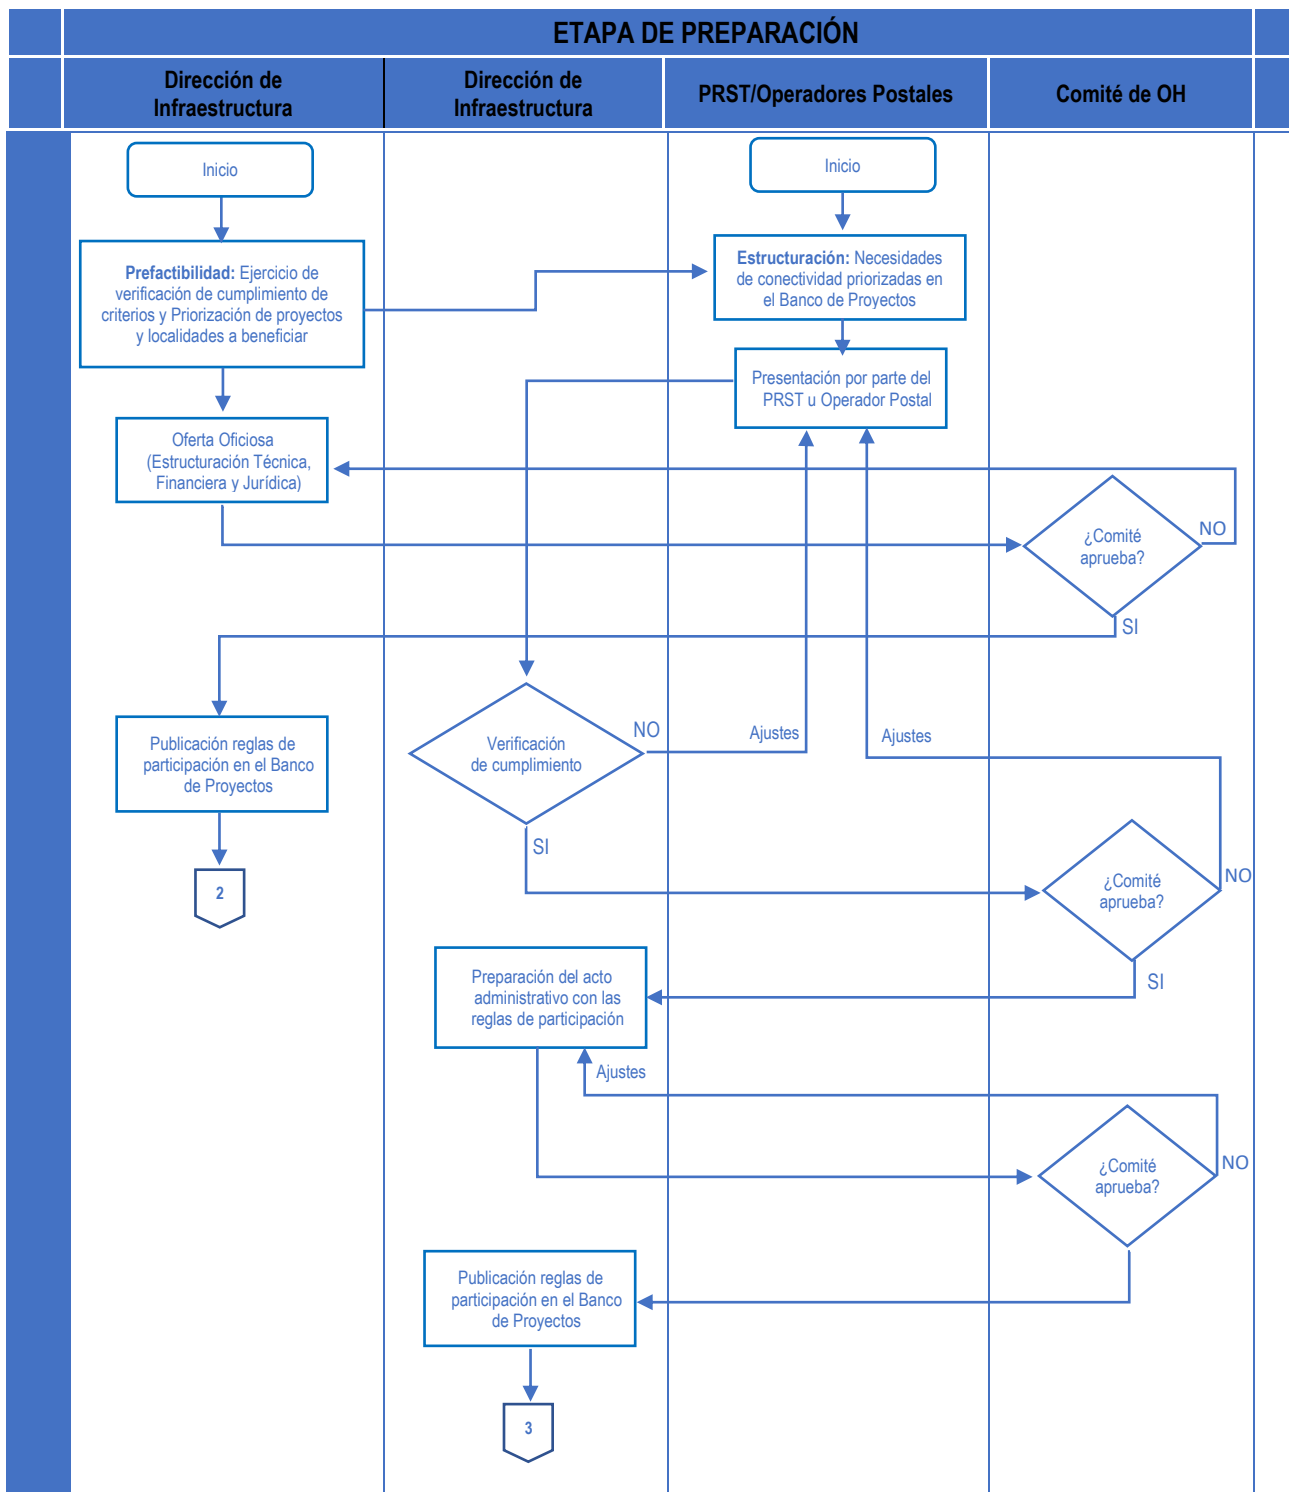 ETAPA DE PREPARACIÓN
Dirección de
Infraestructura
Dirección de
Infraestructura
PRST/Operadores Postales
Comité de OH
Inicio
Inicio
Prefactibilidad: Ejercicio de
verificación de cumplimiento de
criterios y Priorización de proyectos
y localidades a beneficiar
Estructuración: Necesidades
de conectividad priorizadas en
el Banco de Proyectos
Presentación por parte del
PRST u Operador Postal
Oferta Oficiosa
(Estructuración Técnica,
Financiera y Jurídica)
¿Comité
aprueba?
NO
SI
Publicación reglas de
participación en el Banco
de Proyectos
2
Verificación
de cumplimiento
NO
Ajustes
Ajustes
SI
¿Comité
aprueba?
NO
SI
Preparación del acto
administrativo con las
reglas de participación
Ajustes
¿Comité
aprueba?
NO
Publicación reglas de
participación en el Banco
de Proyectos
3